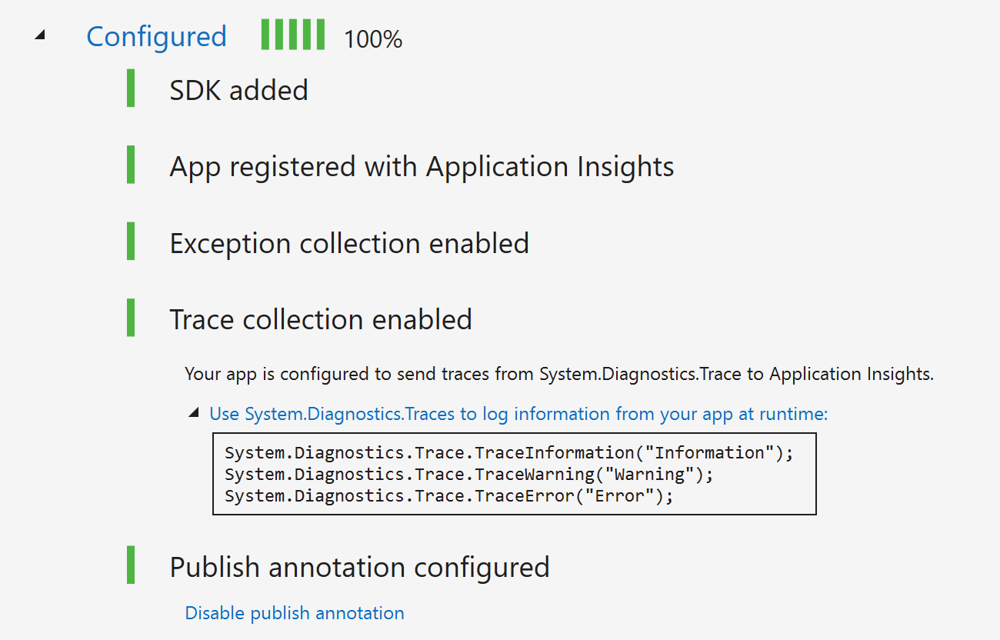 Configured 100%
SDK added
App registered with Application Insights
Exception collection enabled
Trace collection enabled
Your app is configured to send traces from System.Diagnostics.Trace to Application Insights.
Use System.Diagnostics.Traces to log information from your app at runtime:
System.Diagnostics.Trace.TraceInformation("Information");
System.Diagnostics.Trace.TraceWarning("Warning");
System.Diagnostics.Trace.TraceError("Error");
Publish annotation configured
Disable publish annotation